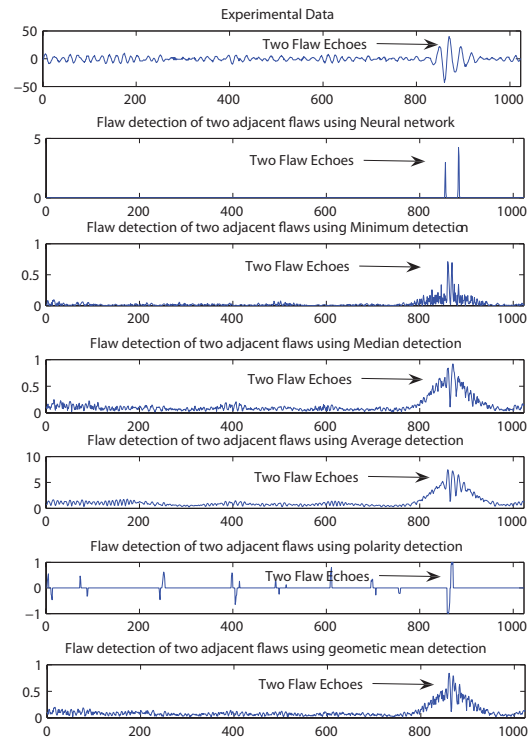 Experimental Data
50
Two Flaw Echoes
0
−50
0 200 400 600 800 1000
Flaw detection of two adjacent flaws using Neural network
5
Two Flaw Echoes
0
0 200 400 600 800 1000
Flaw detection of two adjacent flaws using Minimum detection
1
Two Flaw Echoes
0.5
0
0 200 400 600 800 1000
Flaw detection of two adjacent flaws using Median detection
1
Two Flaw Echoes
0.5
0
0 200 400 600 800 1000
Flaw detection of two adjacent flaws using Average detection
10
Two Flaw Echoes
5
0
0 200 400 600 800 1000
Flaw detection of two adjacent flaws using polarity detection
1
Two Flaw Echoes
0
−1
0 200 400 600 800 1000
Flaw detection of two adjacent flaws using geometic mean detection
1
Two Flaw Echoes
0.5
0
0 200 400 600 800 1000